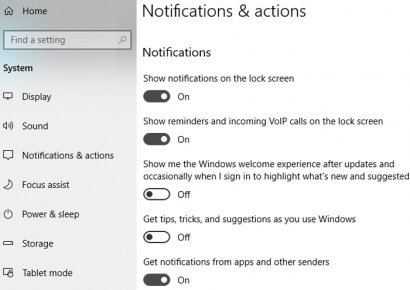 Home
Find a setting
System
Display
Sound
Notifications & actions
Focus assist
Power & sleep
Storage
Tablet mode
Notifications & actions
Notifications
Show notifications on the lock screen
On
Show reminders and incoming VoIP calls on the lock screen
On
Show me the Windows welcome experience after updates and
occasionally when I sign in to highlight what's new and suggested
Off
Get tips, tricks, and suggestions as you use Windows
Off
Get notifications from apps and other senders
On